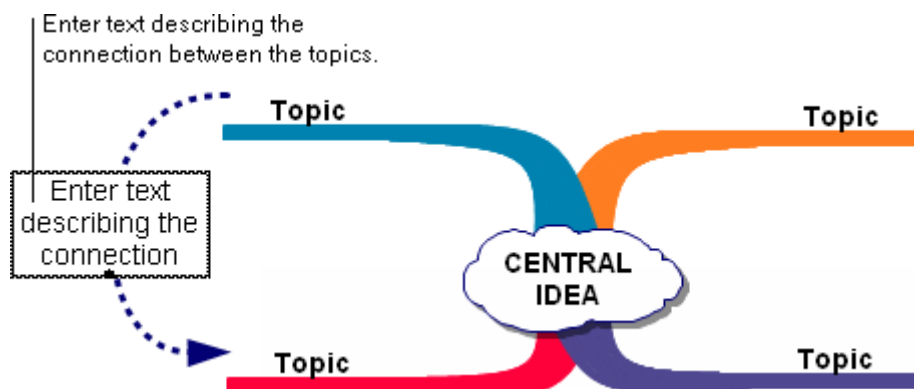 Enter text describing the
connection between the topics.
Topic
Topic
Enter text
describing the
connection
CENTRAL
IDEA
Topic
Topic